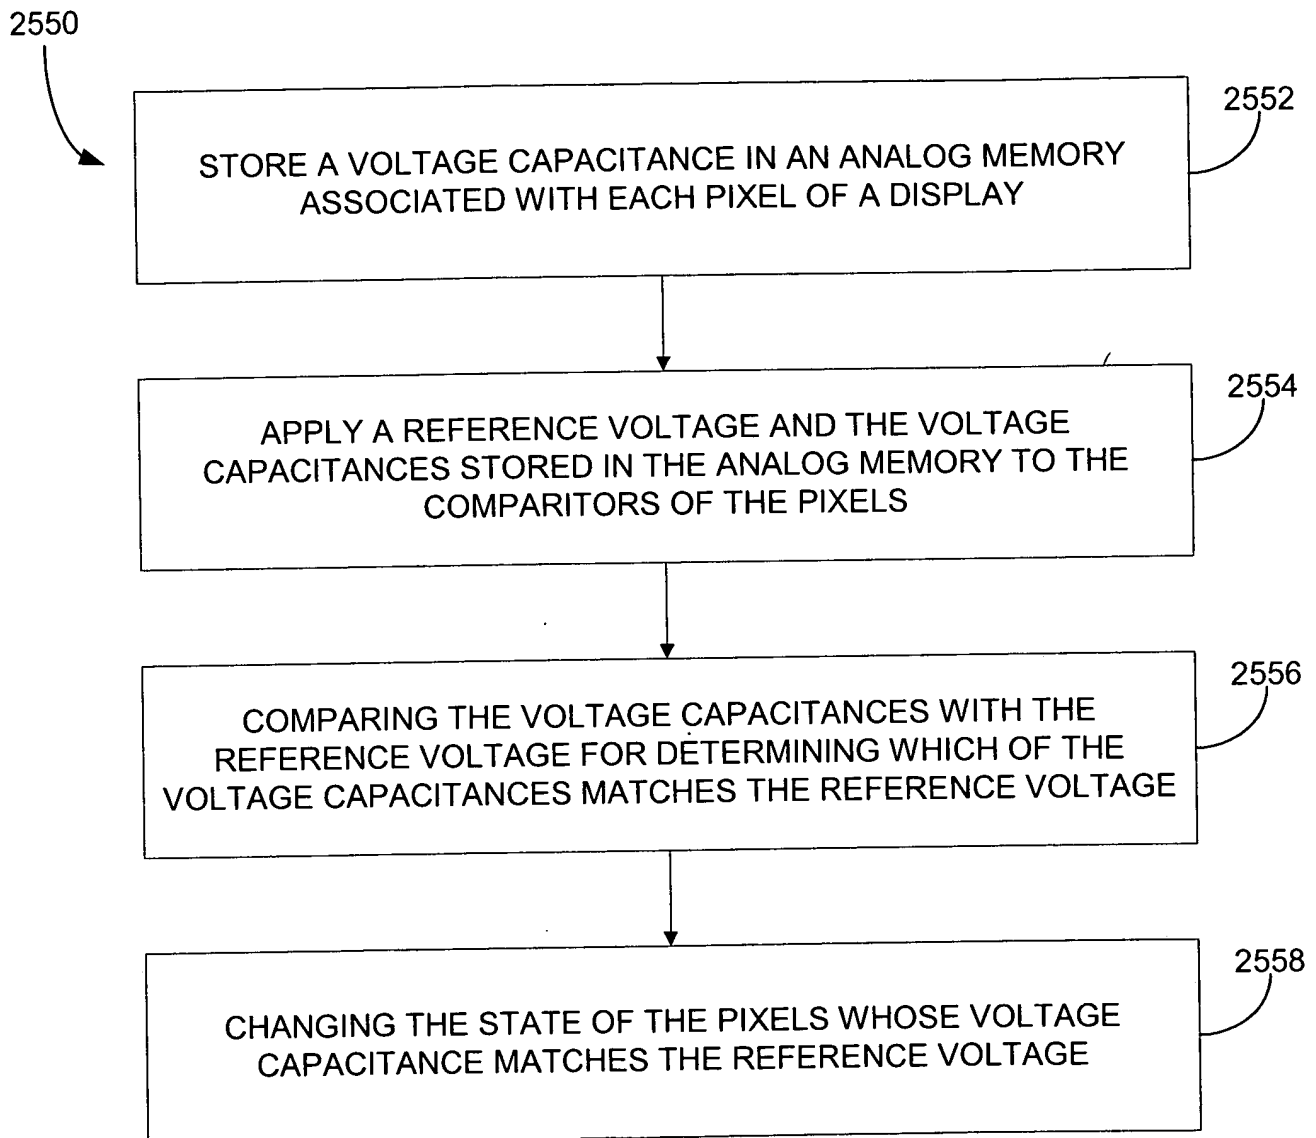 2550
2552
STORE A VOLTAGE CAPACITANCE IN AN ANALOG MEMORY
ASSOCIATED WITH EACH PIXEL OF A DISPLAY
2554
APPLY A REFERENCE VOLTAGE AND THE VOLTAGE
CAPACITANCES STORED IN THE ANALOG MEMORY TO THE
COMPARITORS OF THE PIXELS
2556
COMPARING THE VOLTAGE CAPACITANCES WITH THE
REFERENCE VOLTAGE FOR DETERMINING WHICH OF THE
VOLTAGE CAPACITANCES MATCHES THE REFERENCE VOLTAGE
2558
CHANGING THE STATE OF THE PIXELS WHOSE VOLTAGE
CAPACITANCE MATCHES THE REFERENCE VOLTAGE